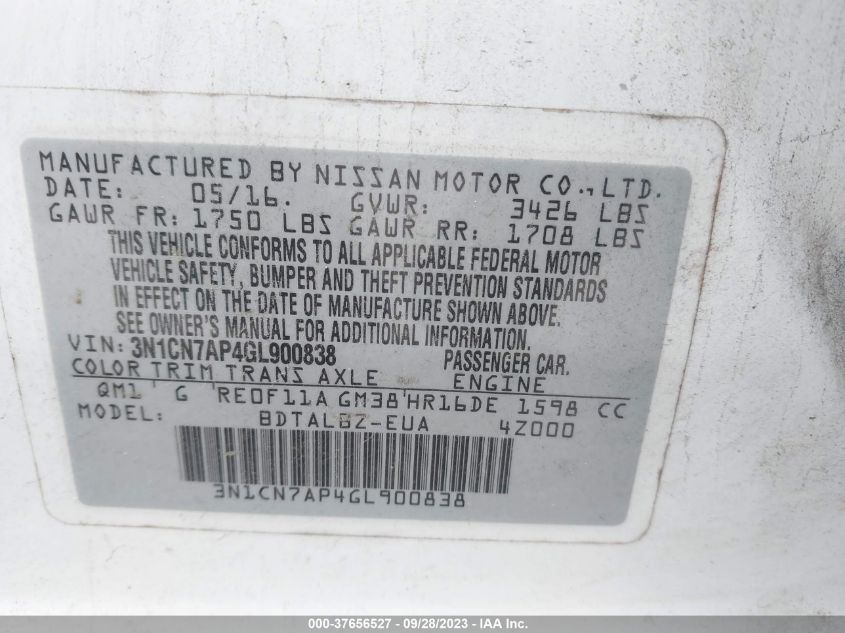 MANUFACTURED BY NISSAN MOTOR CO., LTD.
DATE: 05/16. GVWR: 3426 LBS
GAWR FR: 1750 LBS GAWR RR: 1708 LBS
THIS VEHICLE CONFORMS TO ALL APPLICABLE FEDERAL MOTOR
VEHICLE SAFETY, BUMPER AND THEFT PREVENTION STANDARDS
IN EFFECT ON THE DATE OF MANUFACTURE SHOWN ABOVE.
SEE OWNER'S MANUAL FOR ADDITIONAL INFORMATION.
VIN: 3N1CN7AP4GL900838 PASSENGER CAR.
COLOR TRIM TRANS AXLE ENGINE
QM1 ' G 'RE0F11A GM38'HR16DE 1598 CC
MODEL: BDTALBZ-EUA 4Z000
3N1CN7AP4GL900838
000-37656527 / 09/28/2023 - IAA Inc.